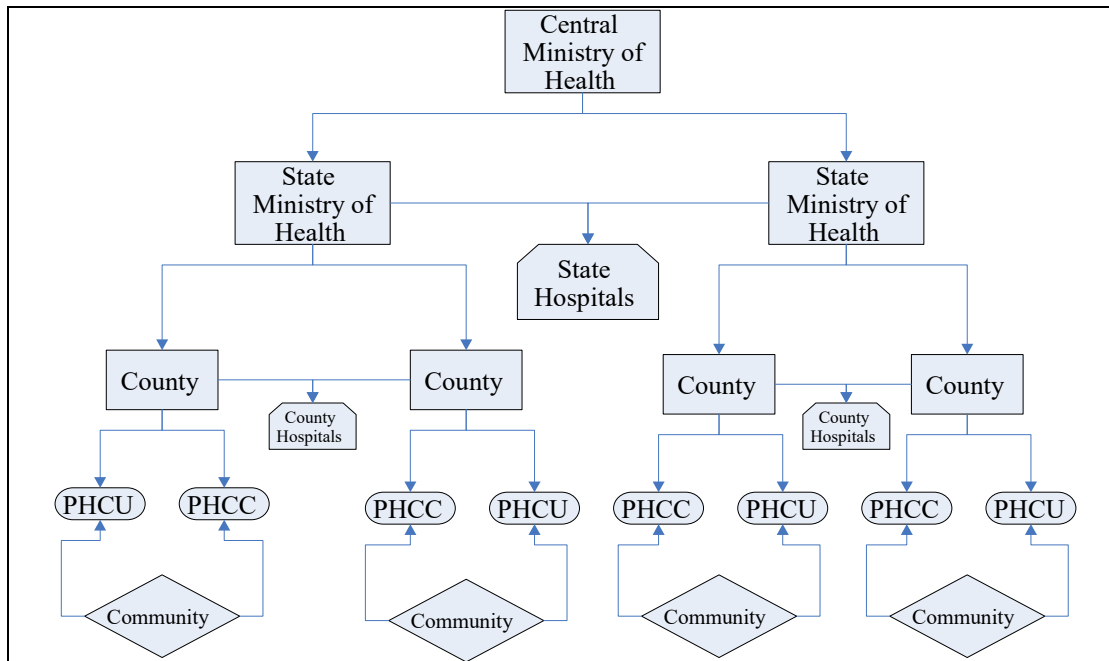 Central
Ministry of
Health
State
Ministry of
Health
State
Ministry of
Health
State
Hospitals
County
County
County
County
County
Hospitals
County
Hospitals
PHCU
PHCC
PHCC
PHCU
PHCC
PHCU
PHCC
PHCU
Community
Community
Community
Community